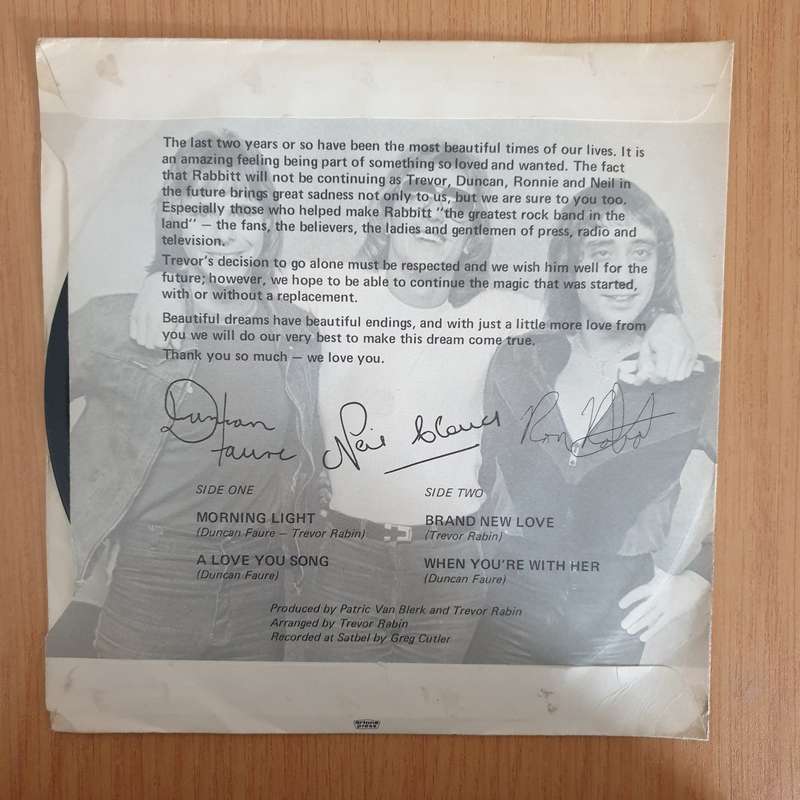 The last two years or so have been the most beautiful times of our lives. It is
an amazing feeling being part of something so loved and wanted. The fact
that Rabbitt will not be continuing as Trevor, Duncan, Ronnie and Neil in
the future brings great sadness not only to us, but we are sure to you too.
Especially those who helped make Rabbitt "the greatest rock band in the
land" — the fans, the believers, the ladies and gentlemen of press, radio and
television.
Trevor's decision to go alone must be respected and we wish him well for the
future; however, we hope to be able to continue the magic that was started,
with or without a replacement.
Beautiful dreams have beautiful endings, and with just a little more love from
you we will do our very best to make this dream come true.
Thank you so much — we love you.
Duncan Faure
Neil Cloud
Ron Robot
SIDE ONE
MORNING LIGHT
(Duncan Faure — Trevor Rabin)
A LOVE YOU SONG
(Duncan Faure)
SIDE TWO
BRAND NEW LOVE
(Trevor Rabin)
WHEN YOU'RE WITH HER
(Duncan Faure)
Produced by Patric Van Blerk and Trevor Rabin
Arranged by Trevor Rabin
Recorded at Satbel by Greg Cutler
artone
press